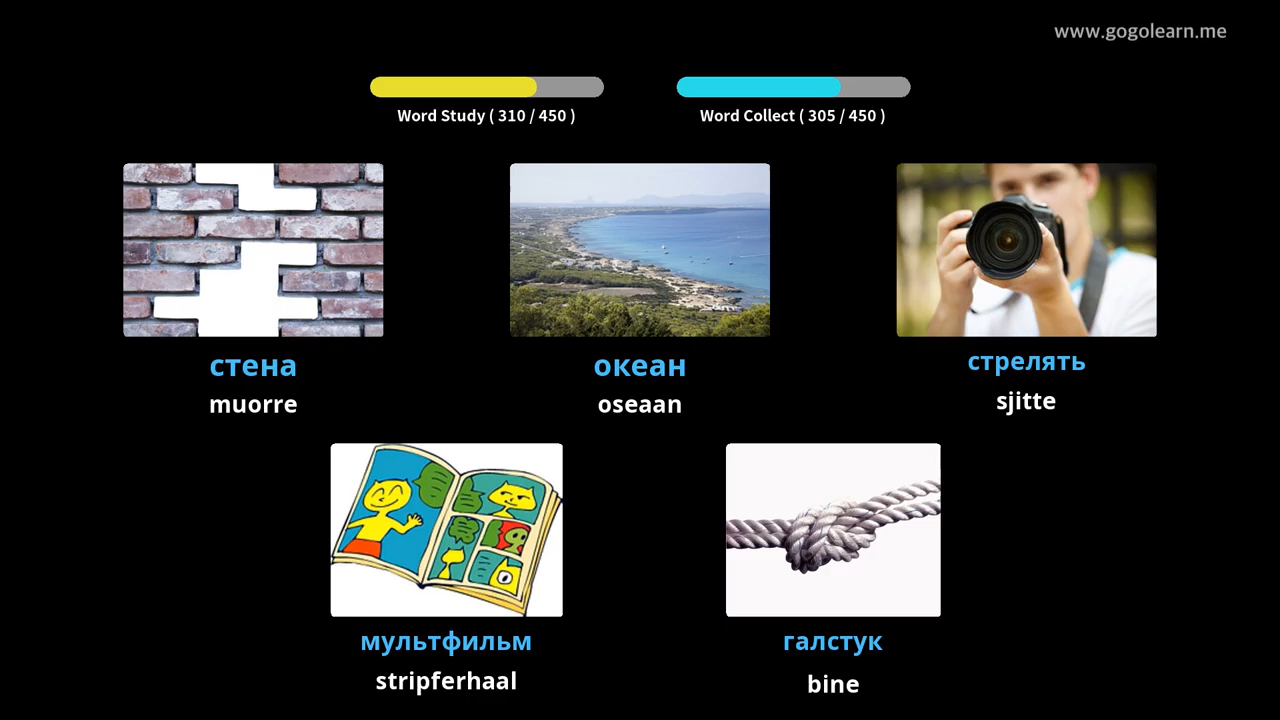 www.gogolearn.me
Word Study ( 310 / 450 )
Word Collect ( 305 / 450 )
стена
muorre
океан
oseaan
стрелять
sjitte
мультфильм
stripferhaal
галстук
bine